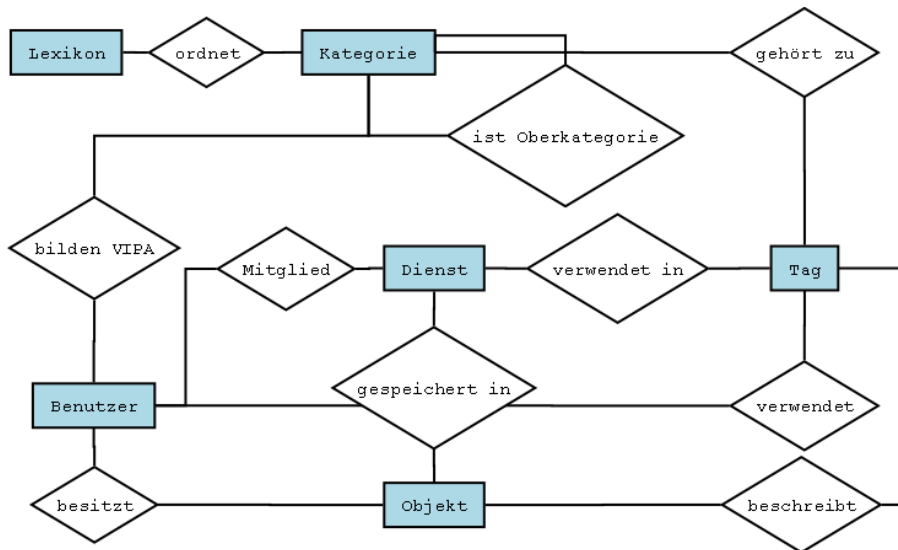 Lexikon
ordnet
Kategorie
gehört zu
ist Oberkategorie
bilden VIPA
Mitglied
Dienst
verwendet in
Tag
Benutzer
gespeichert in
verwendet
besitzt
Objekt
beschreibt